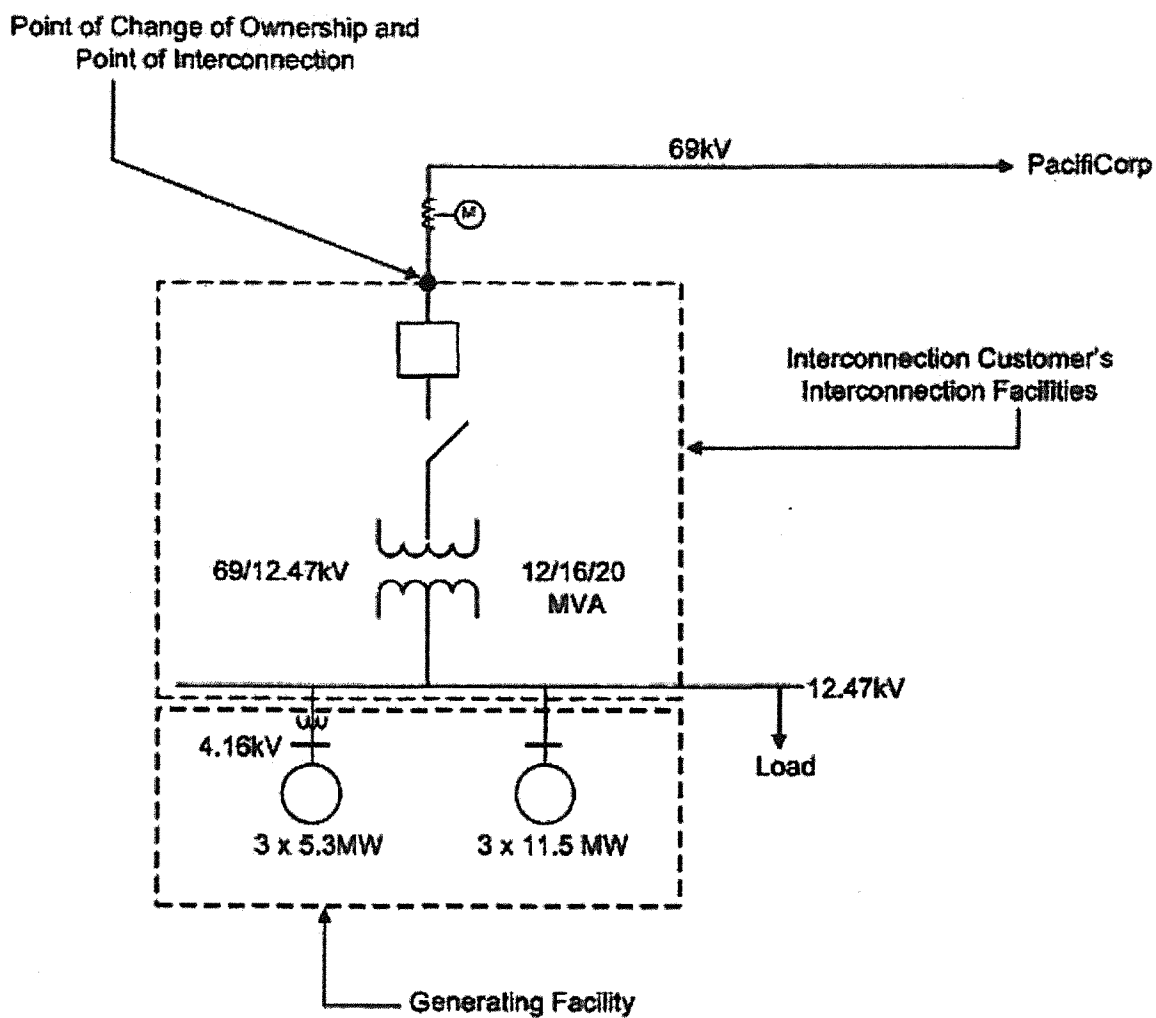 Point of Change of Ownership and
Point of Interconnection
69kV
PacifiCorp
M
Interconnection Customer's
Interconnection Facilities
69/12.47kV
12/16/20
MVA
12.47kV
4.16kV
Load
3 x 5.3MW
3 x 11.5 MW
Generating Facility